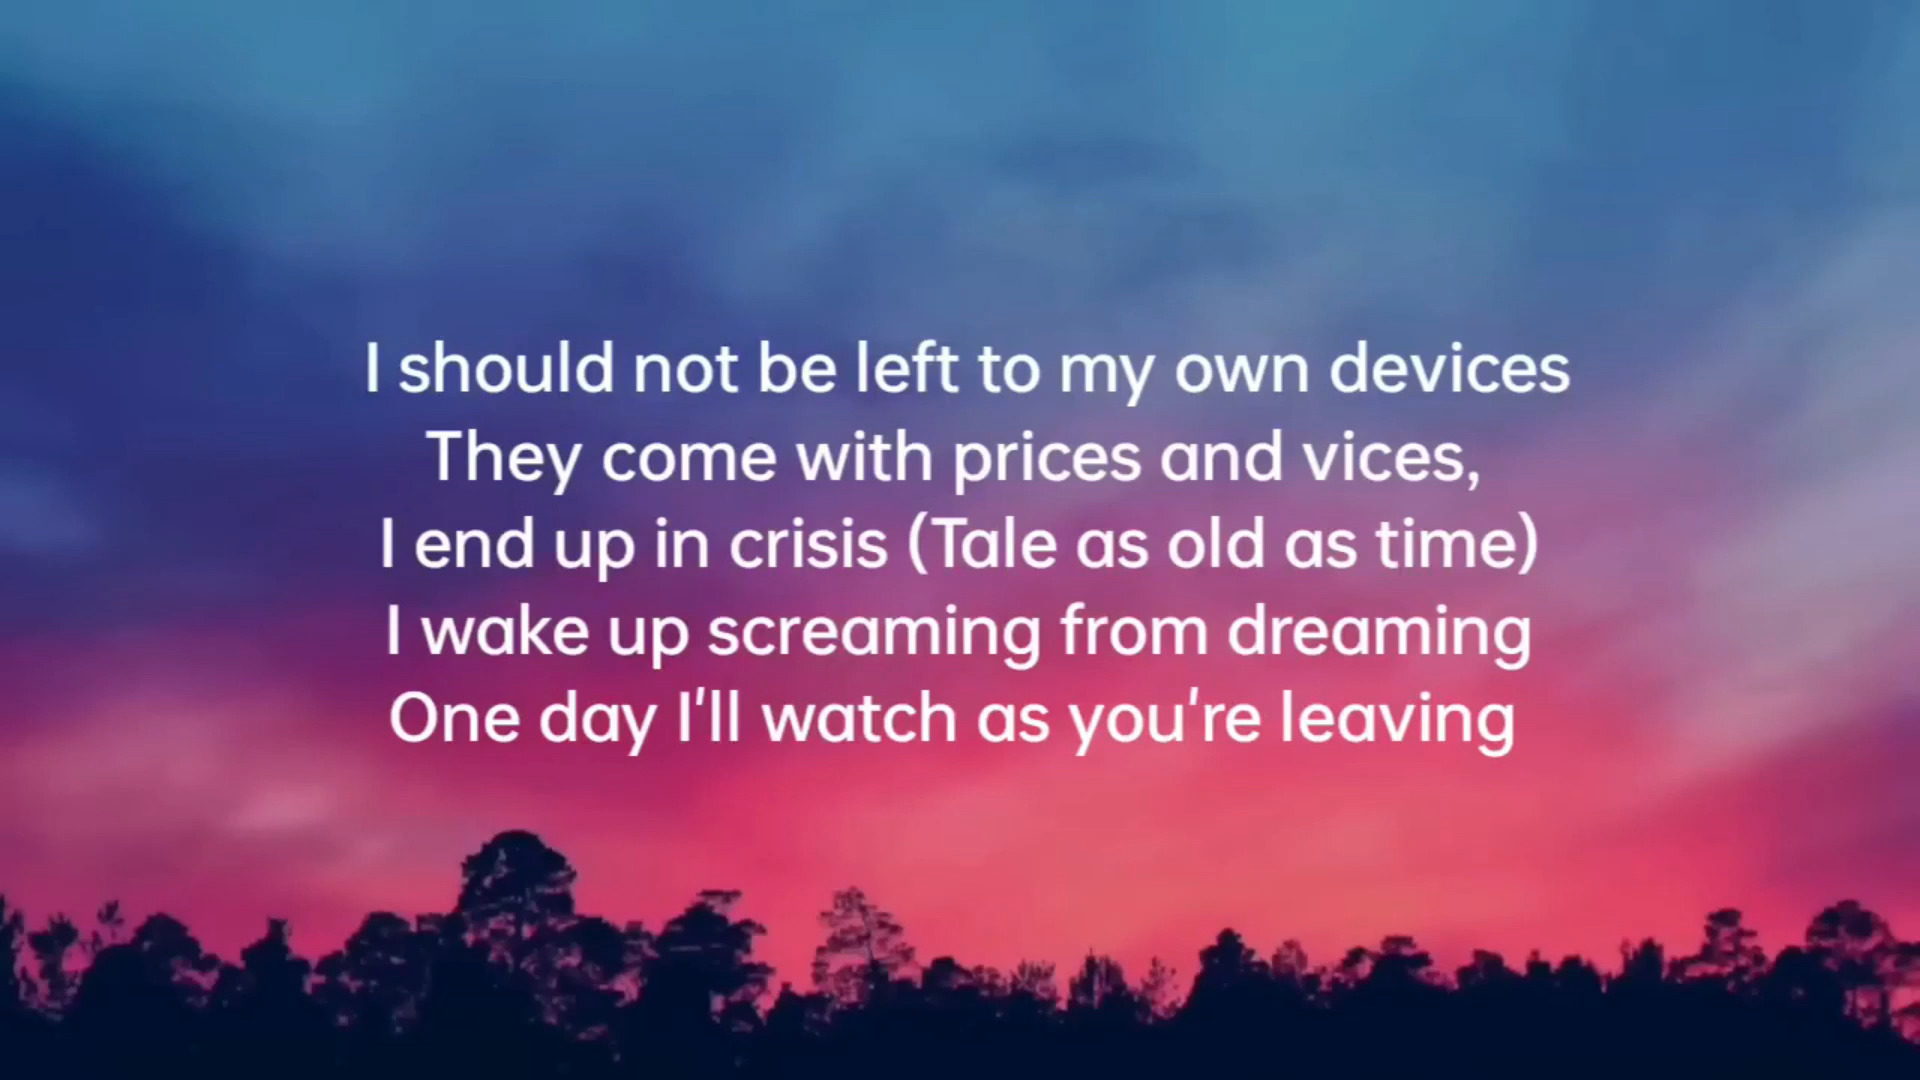 I should not be left to my own devices
They come with prices and vices,
I end up in crisis (Tale as old as time)
I wake up screaming from dreaming
One day I'll watch as you're leaving